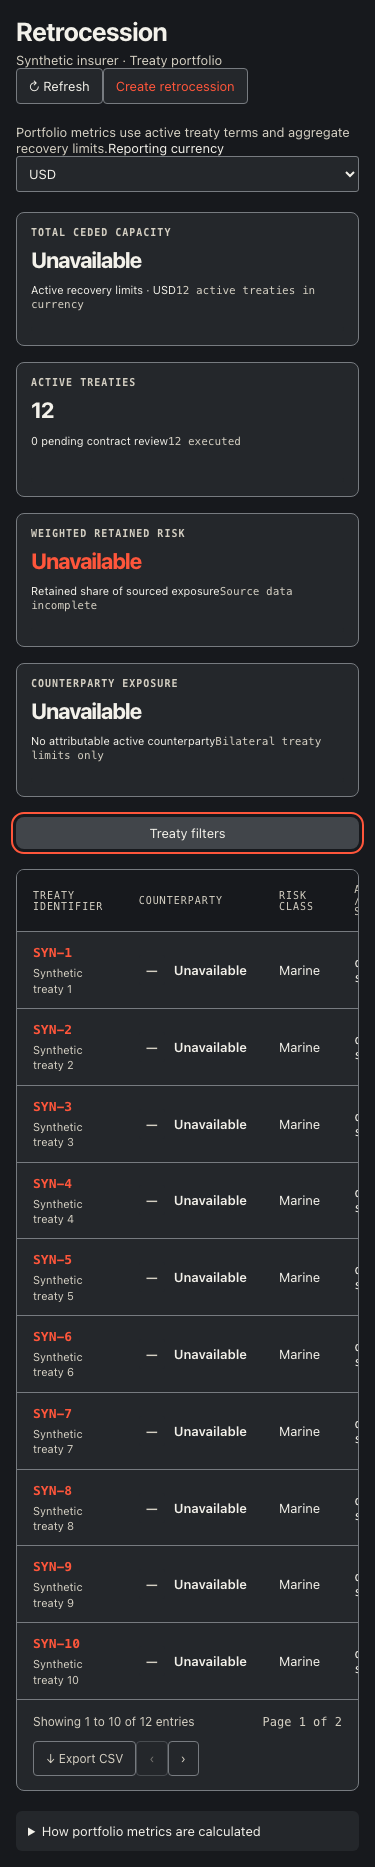 Retrocession
Synthetic insurer · Treaty portfolio
↻ Refresh
Create retrocession
Portfolio metrics use active treaty terms and aggregate
recovery limits.Reporting currency
USD
TOTAL CEDED CAPACITY
Unavailable
Active recovery limits · USD12 active treaties in
currency
ACTIVE TREATIES
12
0 pending contract review12 executed
WEIGHTED RETAINED RISK
Unavailable
Retained share of sourced exposureSource data
incomplete
COUNTERPARTY EXPOSURE
Unavailable
No attributable active counterpartyBilateral treaty
limits only
Treaty filters
TREATY
IDENTIFIER
COUNTERPARTY
RISK
CLASS
SYN-1
Synthetic
treaty 1
— Unavailable
Marine
SYN-2
Synthetic
treaty 2
— Unavailable
Marine
SYN-3
Synthetic
treaty 3
— Unavailable
Marine
SYN-4
Synthetic
treaty 4
— Unavailable
Marine
SYN-5
Synthetic
treaty 5
— Unavailable
Marine
SYN-6
Synthetic
treaty 6
— Unavailable
Marine
SYN-7
Synthetic
treaty 7
— Unavailable
Marine
SYN-8
Synthetic
treaty 8
— Unavailable
Marine
SYN-9
Synthetic
treaty 9
— Unavailable
Marine
SYN-10
Synthetic
treaty 10
— Unavailable
Marine
Showing 1 to 10 of 12 entries
Page 1 of 2
↓ Export CSV
‹
›
▶ How portfolio metrics are calculated